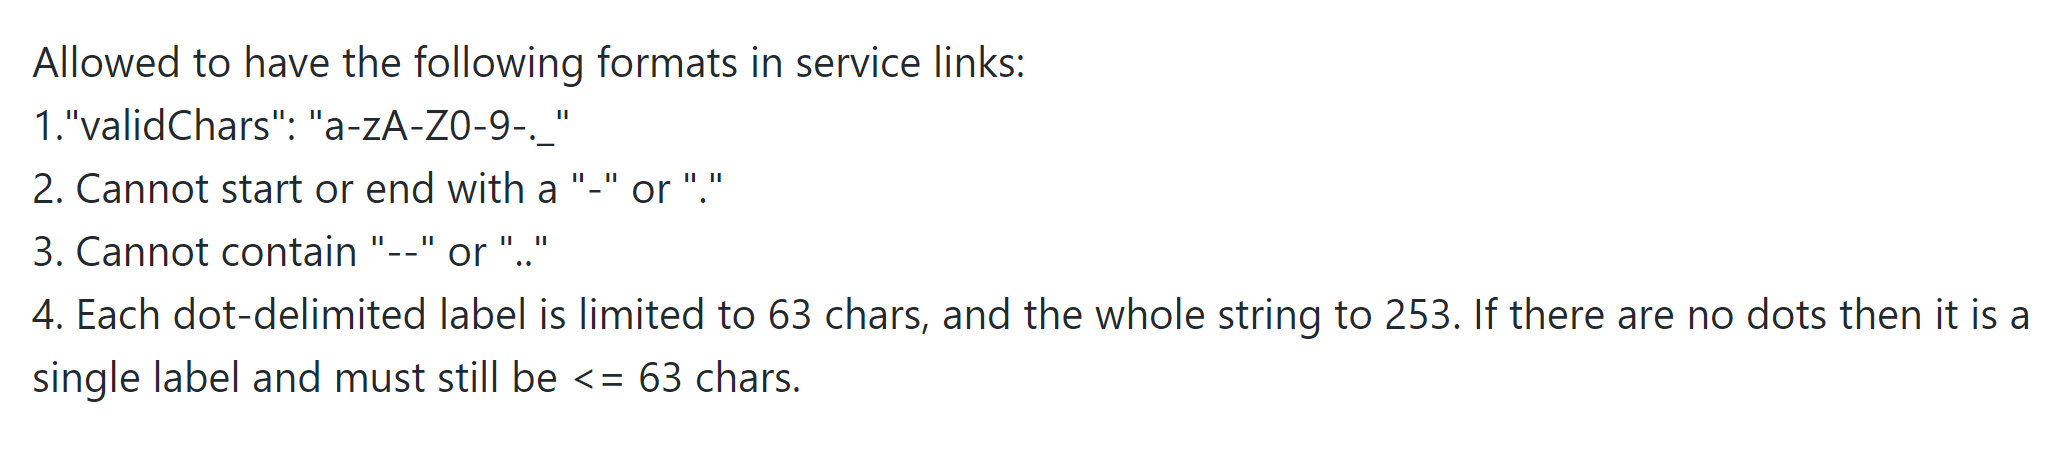 Allowed to have the following formats in service links:
1."validChars": "a-zA-Z0-9-._"
2. Cannot start or end with a "-" or "."
3. Cannot contain "--" or ".."
4. Each dot-delimited label is limited to 63 chars, and the whole string to 253. If there are no dots then it is a
single label and must still be <= 63 chars.